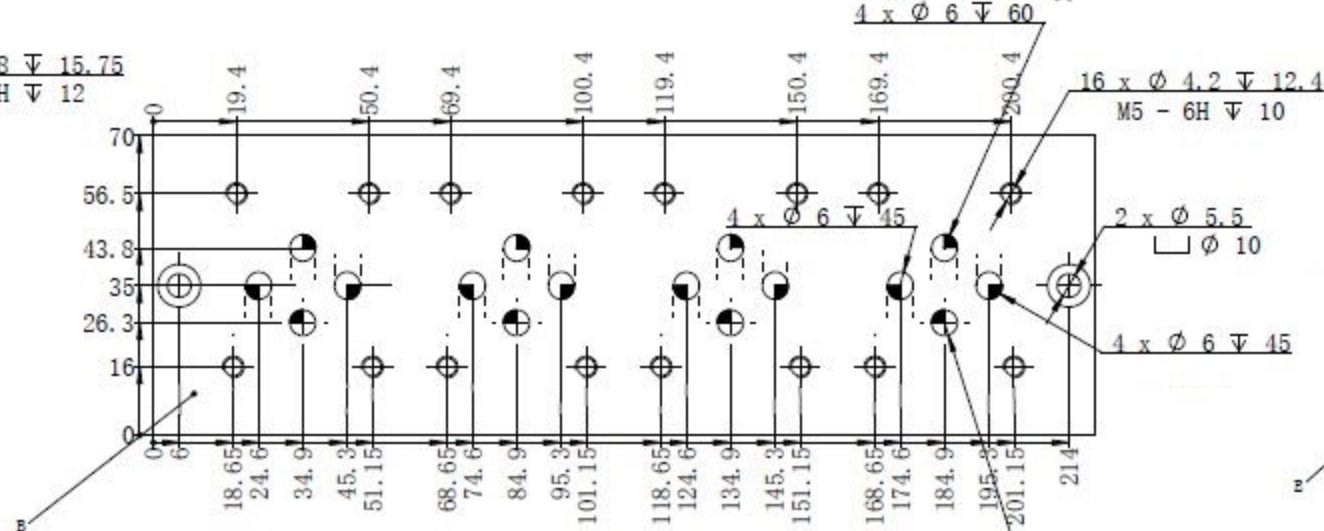 4 x Ø 6 ↧ 60
8 ↧ 15.75
H ↧ 12
16 x Ø 4.2 ↧ 12.4
M5 - 6H ↧ 10
0 19.4 50.4 69.4 100.4 119.4 150.4 169.4 200.4
70
56.5
4 x Ø 6 ↧ 45
2 x Ø 5.5
⌴ Ø 10
43.8
35
26.3
4 x Ø 6 ↧ 45
16
0
0 6 18.65 24.6 34.9 45.3 51.15 68.65 74.6 84.9 95.3 101.15 118.65 124.6 134.9 145.3 151.15 168.65 174.6 184.9 195.3 201.15 214
B
E